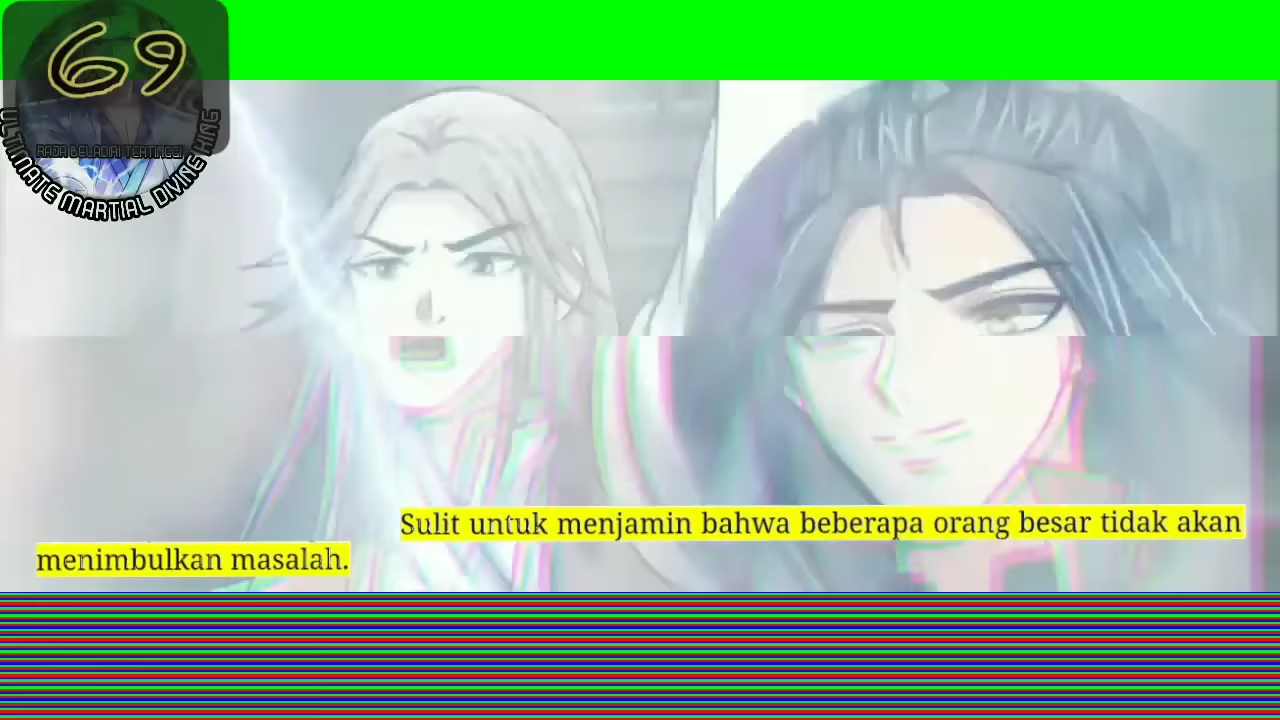 69
RAJA BELADIRI TERTINGGI
ULTIMATE MARTIAL DIVINE KING
Sulit untuk menjamin bahwa beberapa orang besar tidak akan
menimbulkan masalah.